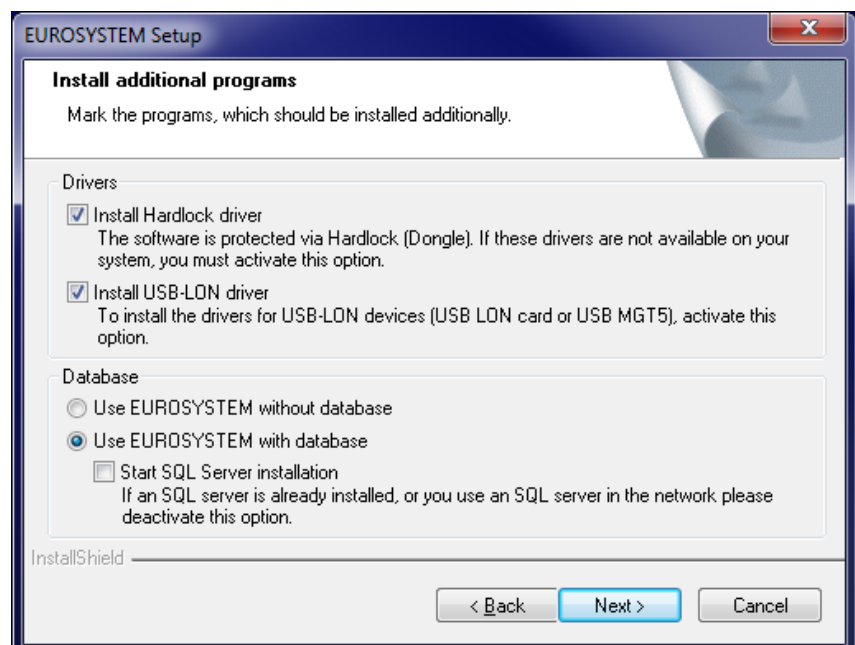 EUROSYSTEM Setup
Install additional programs
Mark the programs, which should be installed additionally.
Drivers
Install Hardlock driver
The software is protected via Hardlock (Dongle). If these drivers are not available on your
system, you must activate this option.
Install USB-LON driver
To install the drivers for USB-LON devices (USB LON card or USB MGT5), activate this
option.
Database
Use EUROSYSTEM without database
Use EUROSYSTEM with database
Start SQL Server installation
If an SQL server is already installed, or you use an SQL server in the network please
deactivate this option.
InstallShield
< Back Next > Cancel